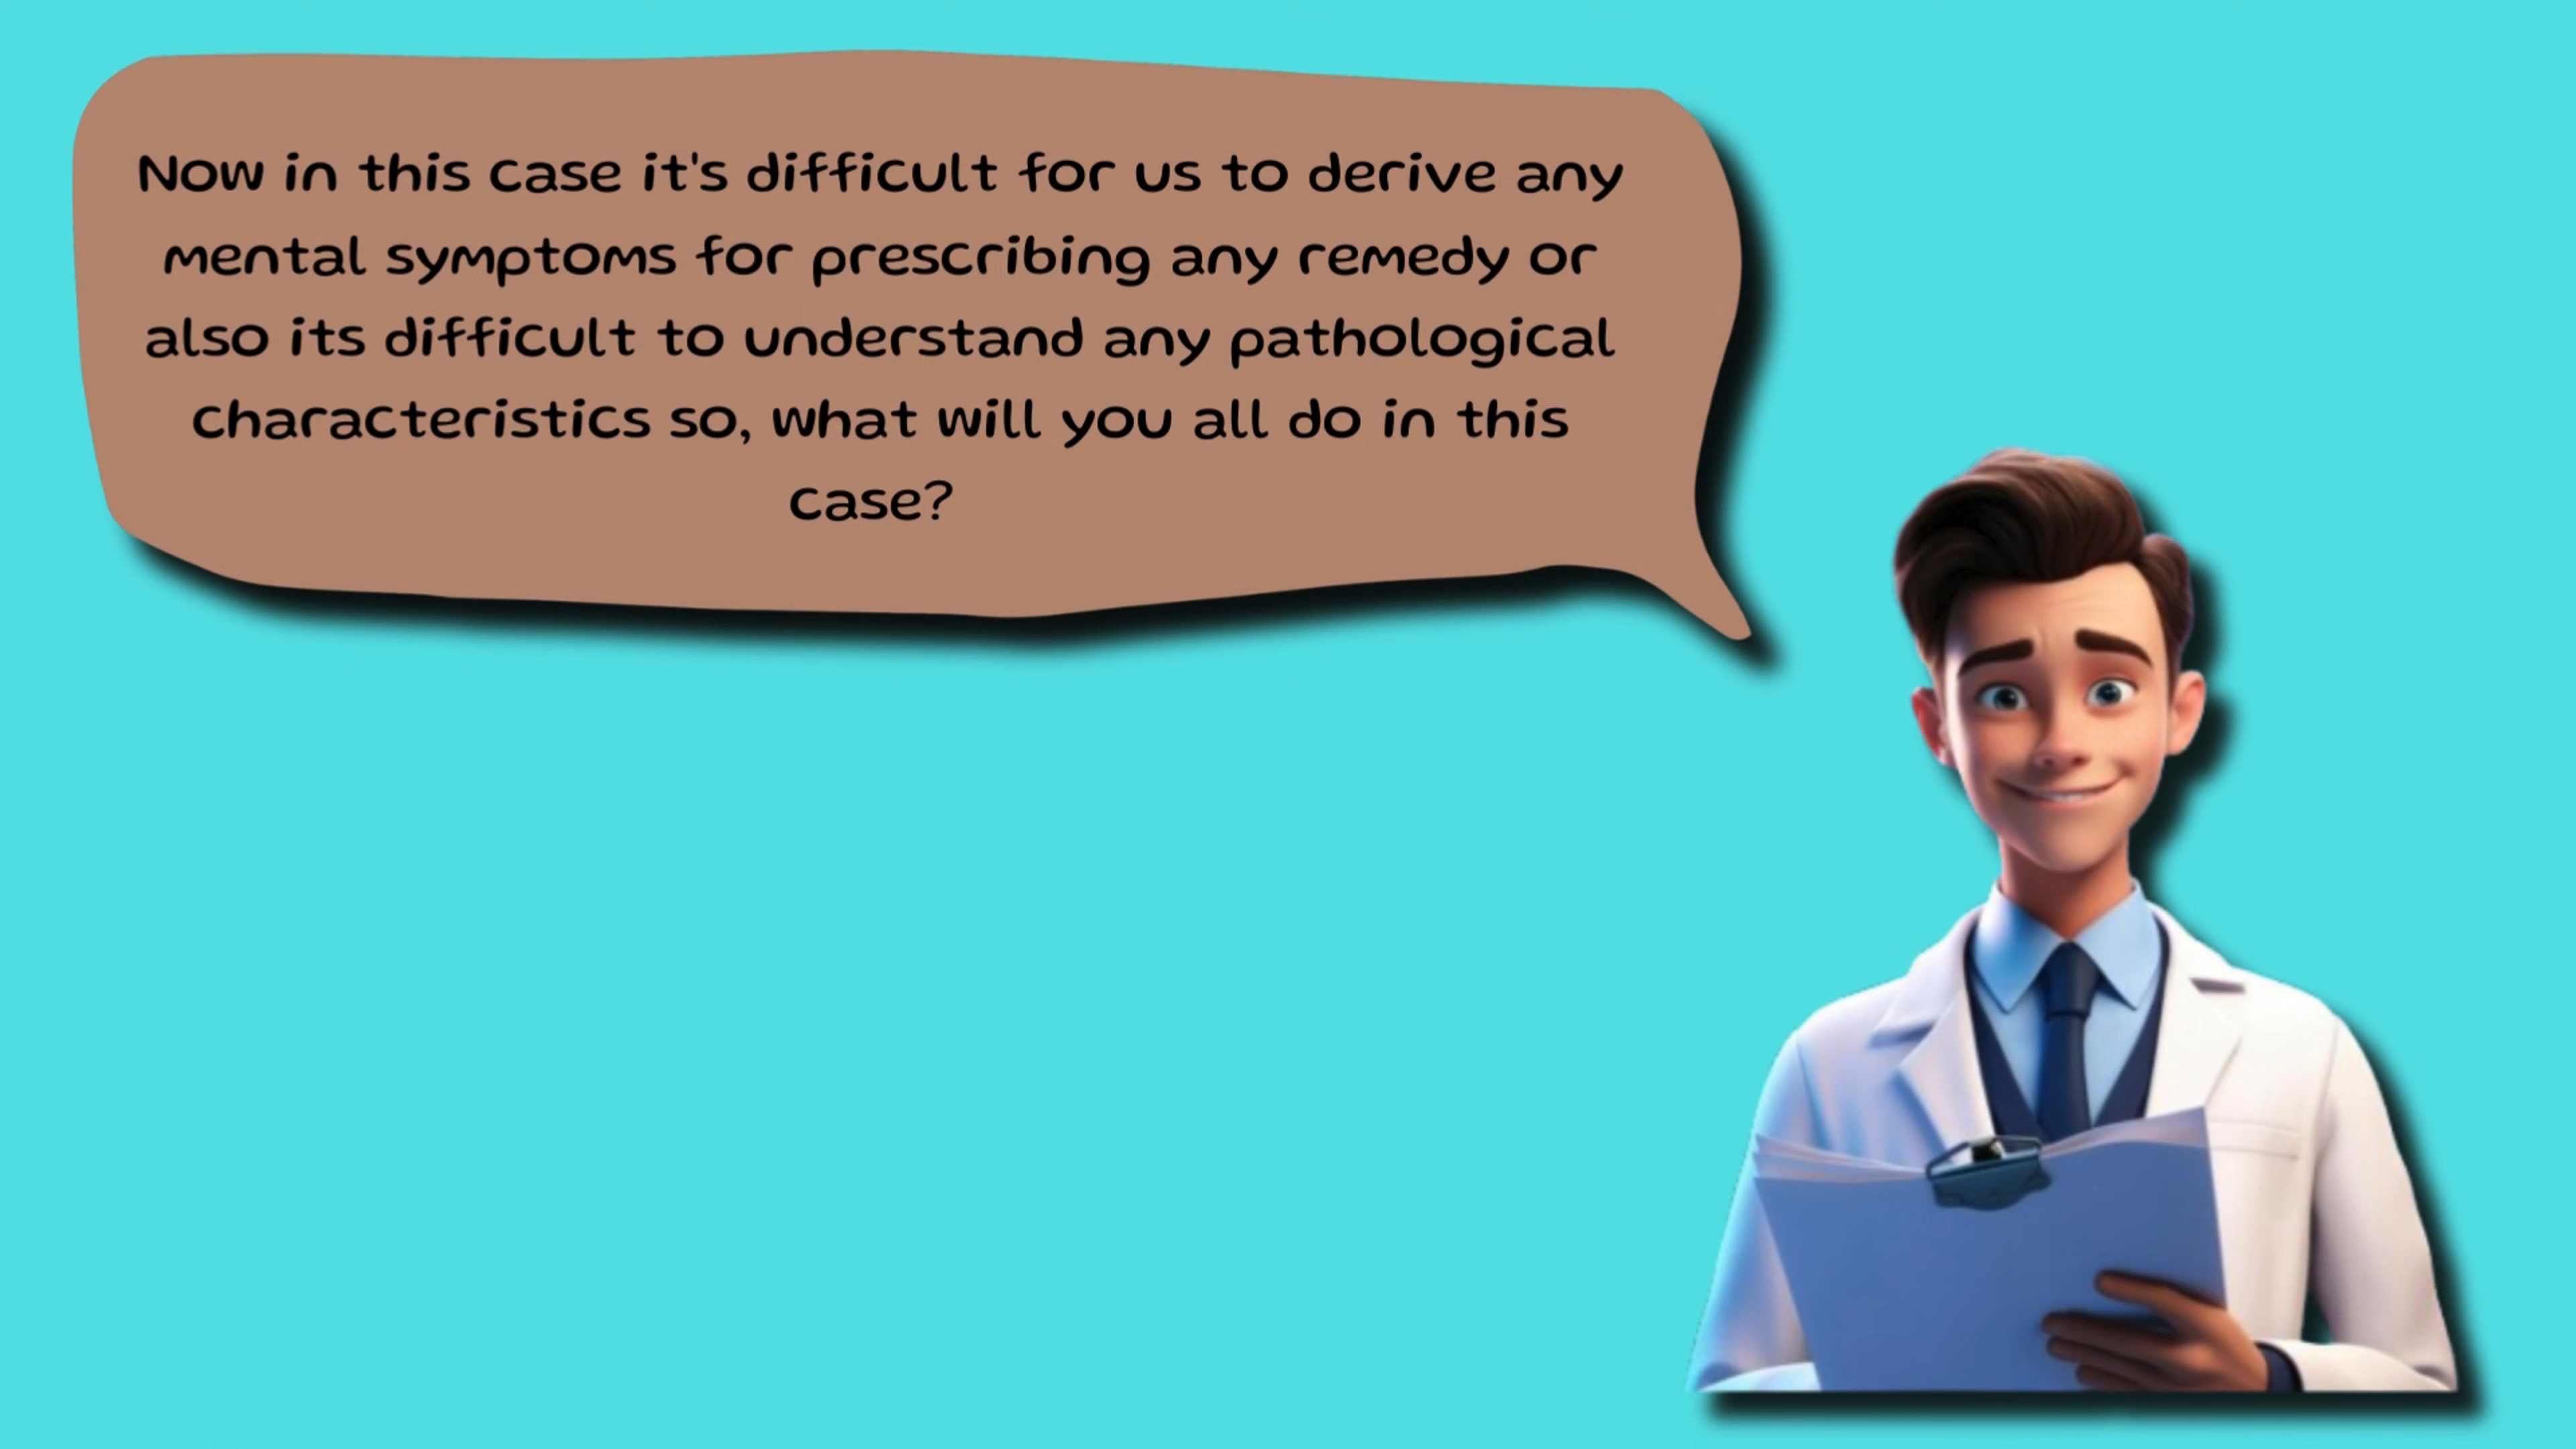 Now in this case it's difficult for us to derive any
mental symptoms for prescribing any remedy or
also its difficult to understand any pathological
characteristics so, what will you all do in this
case?